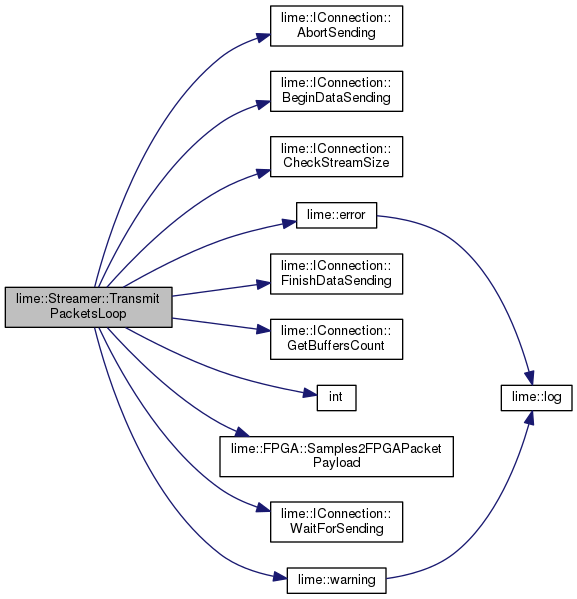 lime::IConnection::
AbortSending
lime::IConnection::
BeginDataSending
lime::IConnection::
CheckStreamSize
lime::error
lime::IConnection::
FinishDataSending
lime::Streamer::Transmit
PacketsLoop
lime::IConnection::
GetBuffersCount
int
lime::log
lime::FPGA::Samples2FPGAPacket
Payload
lime::IConnection::
WaitForSending
lime::warning